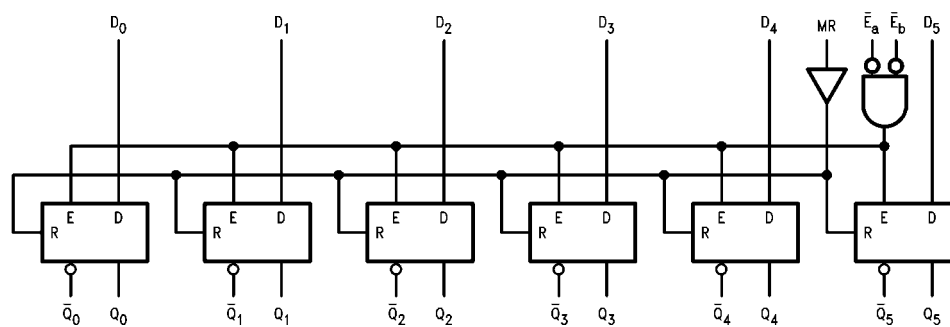 D₀ D₁ D₂ D₃ D₄ MR Ēₐ Ē_b D₅
E D E D E D E D E D E D
R R R R R R
Q̄₀ Q₀ Q̄₁ Q₁ Q̄₂ Q₂ Q̄₃ Q₃ Q̄₄ Q₄ Q̄₅ Q₅